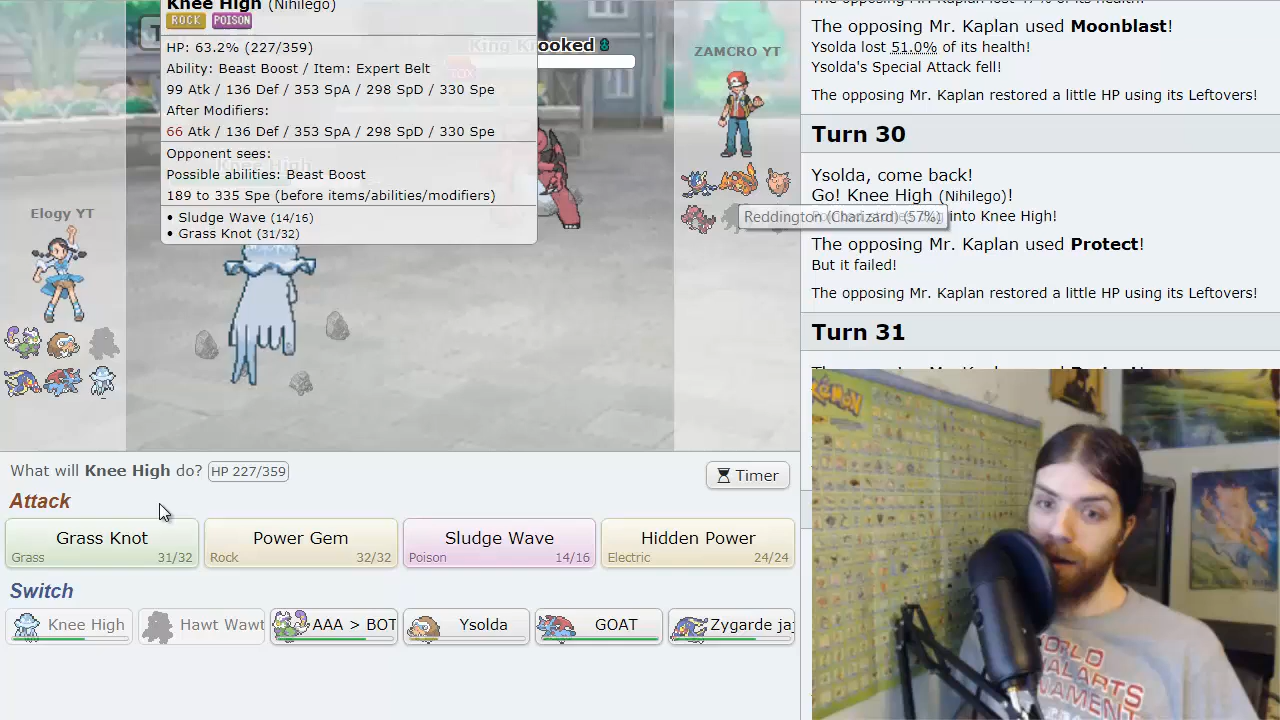 Knee High (Nihilego)
ROCK POISON
HP: 63.2% (227/359)
Ability: Beast Boost / Item: Expert Belt
99 Atk / 136 Def / 353 SpA / 298 SpD / 330 Spe
After Modifiers:
66 Atk / 136 Def / 353 SpA / 298 SpD / 330 Spe
Opponent sees:
Possible abilities: Beast Boost
189 to 335 Spe (before items/abilities/modifiers)
• Sludge Wave (14/16)
• Grass Knot (31/32)
Elogy YT
ZAMCRO YT
Reddington (Charizard) (57%)
The opposing Mr. Kaplan used Moonblast!
Ysolda lost 51.0% of its health!
Ysolda's Special Attack fell!
The opposing Mr. Kaplan restored a little HP using its Leftovers!
Turn 30
Ysolda, come back!
Go! Knee High (Nihilego)!
into Knee High!
The opposing Mr. Kaplan used Protect!
But it failed!
The opposing Mr. Kaplan restored a little HP using its Leftovers!
Turn 31
What will Knee High do? HP 227/359
Timer
Attack
Grass Knot
Grass 31/32
Power Gem
Rock 32/32
Sludge Wave
Poison 14/16
Hidden Power
Electric 24/24
Switch
Knee High
Hawt Wawt
AAA > BOT
Ysolda
GOAT
Zygarde ja